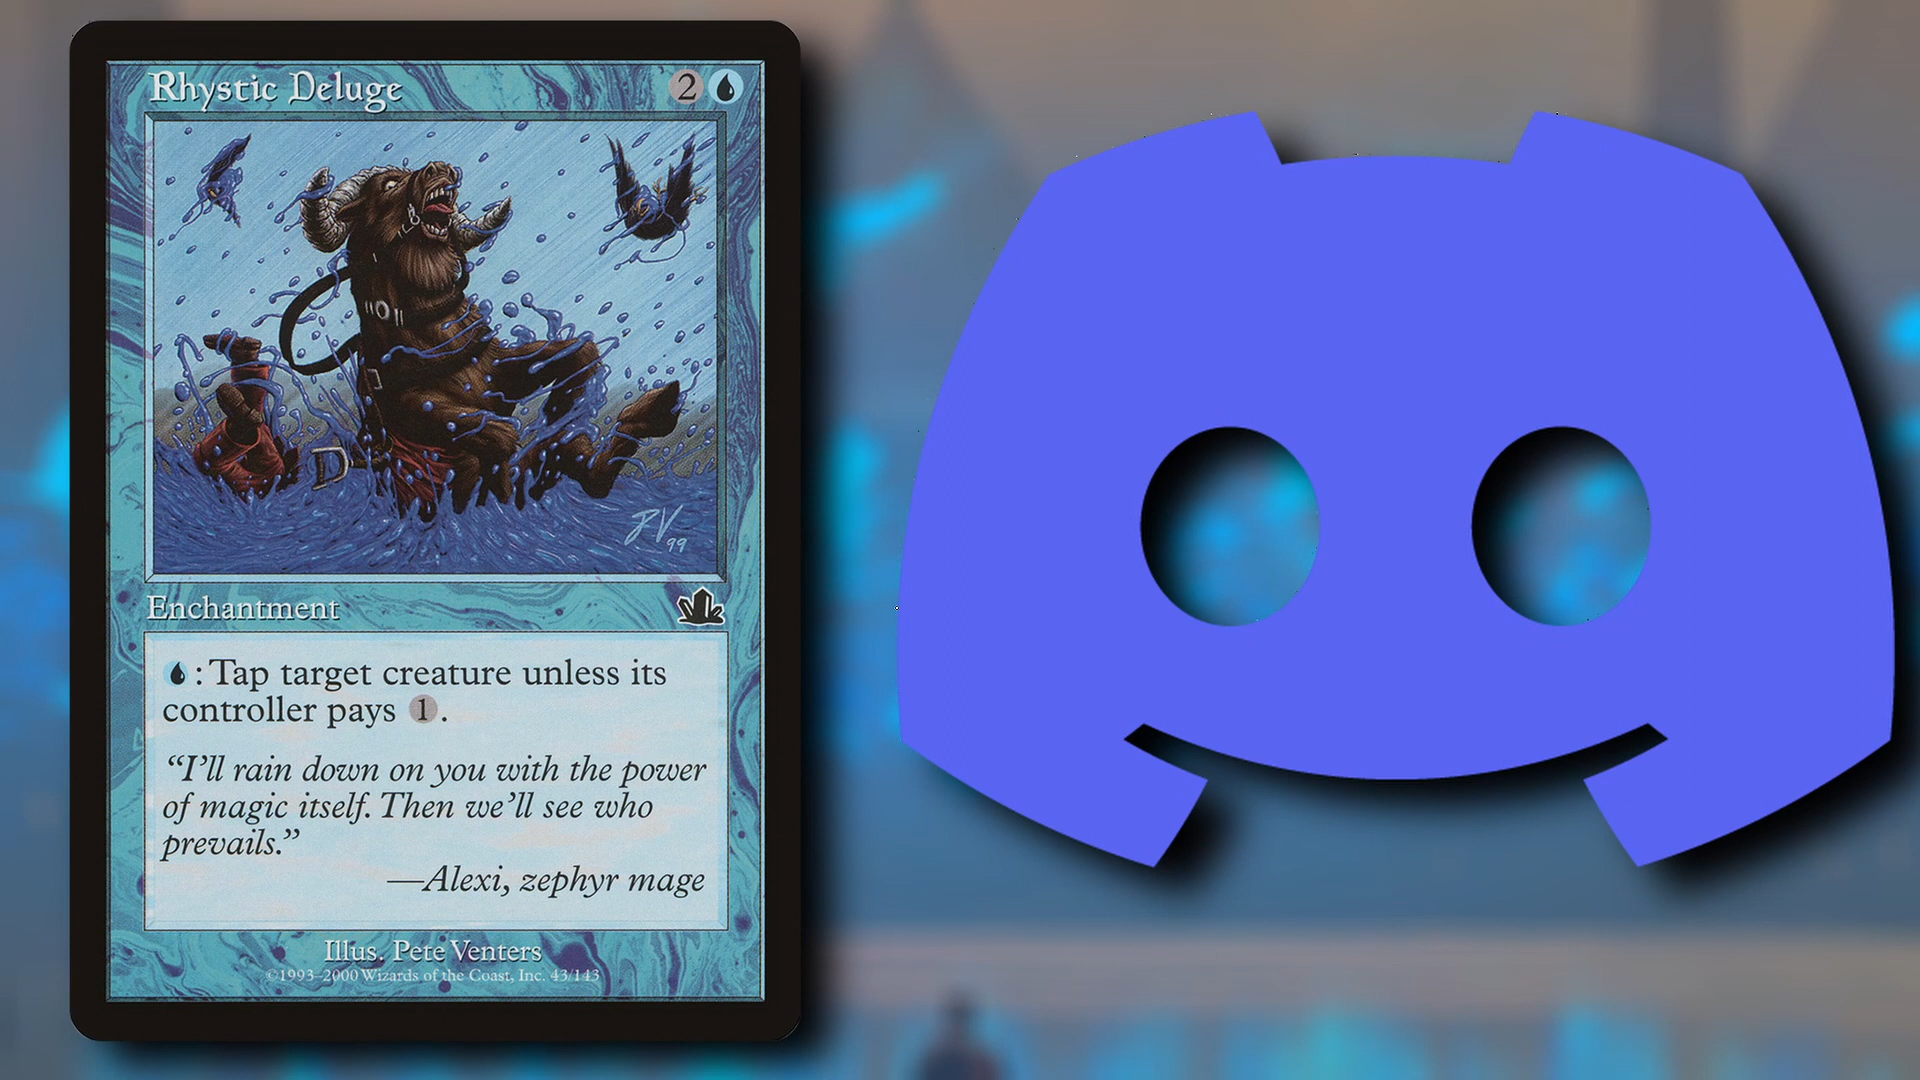 Rhystic Deluge 2
PV
99
Enchantment
: Tap target creature unless its
controller pays 1.
“I’ll rain down on you with the power
of magic itself. Then we’ll see who
prevails.”
—Alexi, zephyr mage
Illus. Pete Venters
©1993–2000 Wizards of the Coast, Inc. 43/143